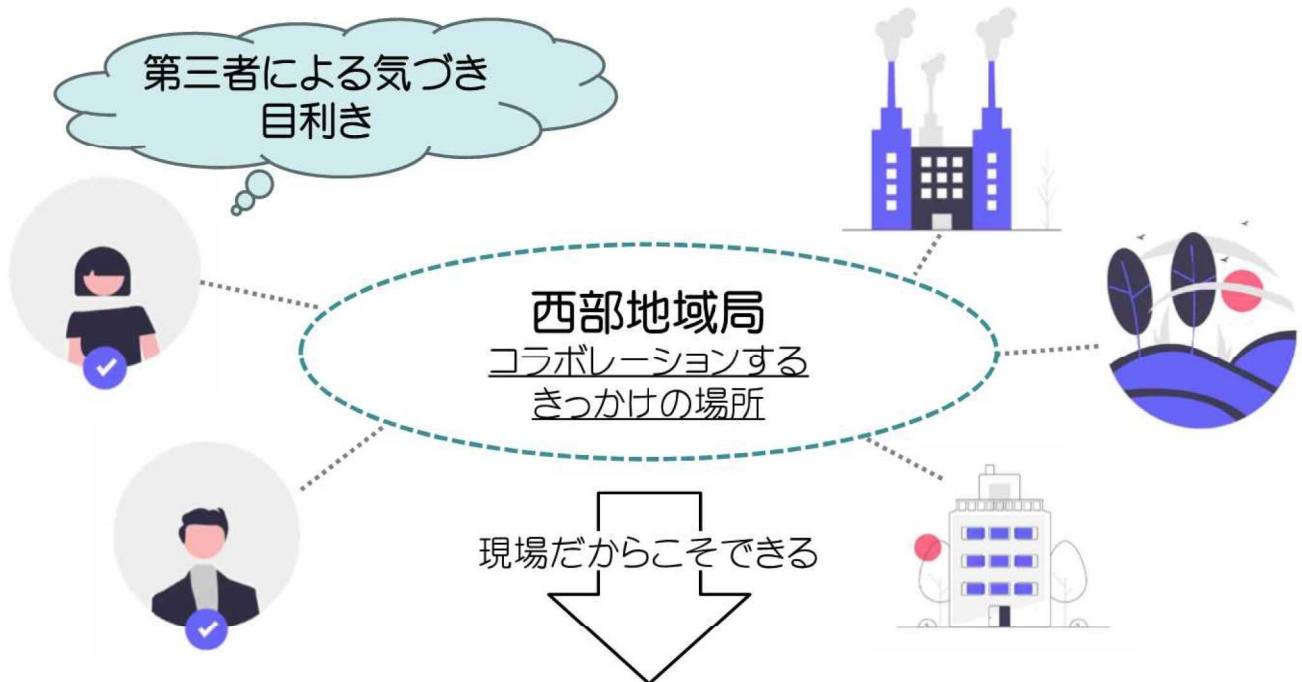 第三者による気づき
目利き
西部地域局
コラボレーションする
きっかけの場所
現場だからこそできる